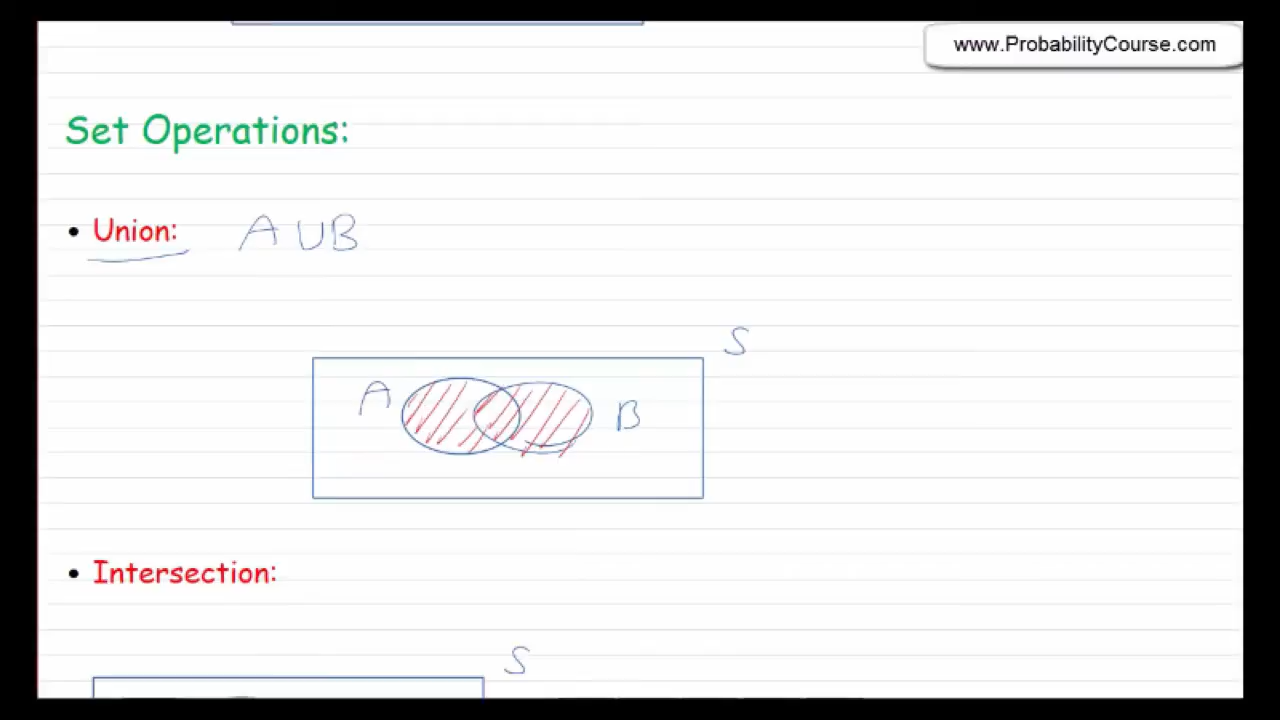 www.ProbabilityCourse.com
Set Operations:
• Union: A ∪ B
S
A
B
• Intersection:
S